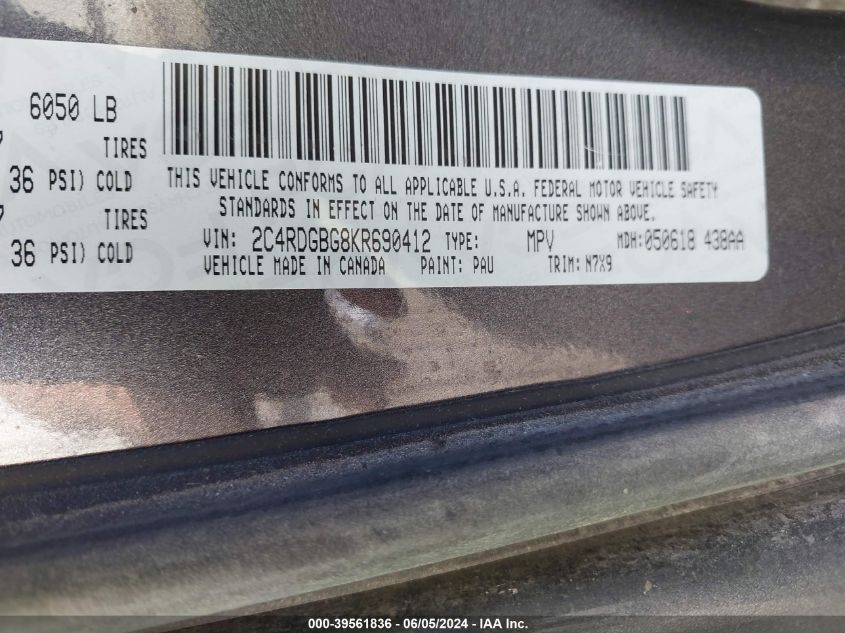 6050 LB
TIRES
36 PSI) COLD
TIRES
36 PSI) COLD
THIS VEHICLE CONFORMS TO ALL APPLICABLE U.S.A. FEDERAL MOTOR VEHICLE SAFETY
STANDARDS IN EFFECT ON THE DATE OF MANUFACTURE SHOWN ABOVE.
VIN: 2C4RDGBG8KR690412 TYPE: MPV MDH:050618 438AA
VEHICLE MADE IN CANADA PAINT: PAU TRIM: N7X9
000-39561836 - 06/05/2024 - IAA Inc.